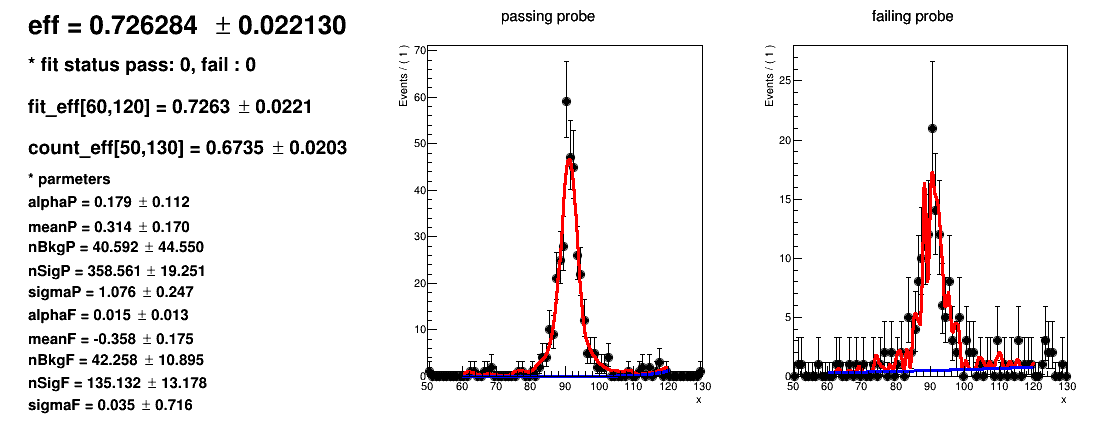 eff = 0.726284 ± 0.022130
* fit status pass: 0, fail : 0
fit_eff[60,120] = 0.7263 ± 0.0221
count_eff[50,130] = 0.6735 ± 0.0203
* parmeters
alphaP = 0.179 ± 0.112
meanP = 0.314 ± 0.170
nBkgP = 40.592 ± 44.550
nSigP = 358.561 ± 19.251
sigmaP = 1.076 ± 0.247
alphaF = 0.015 ± 0.013
meanF = -0.358 ± 0.175
nBkgF = 42.258 ± 10.895
nSigF = 135.132 ± 13.178
sigmaF = 0.035 ± 0.716
passing probe
Events / ( 1 )
70
60
50
40
30
20
10
0
50 60 70 80 90 100 110 120 130
x
failing probe
Events / ( 1 )
25
20
15
10
5
0
50 60 70 80 90 100 110 120 130
x